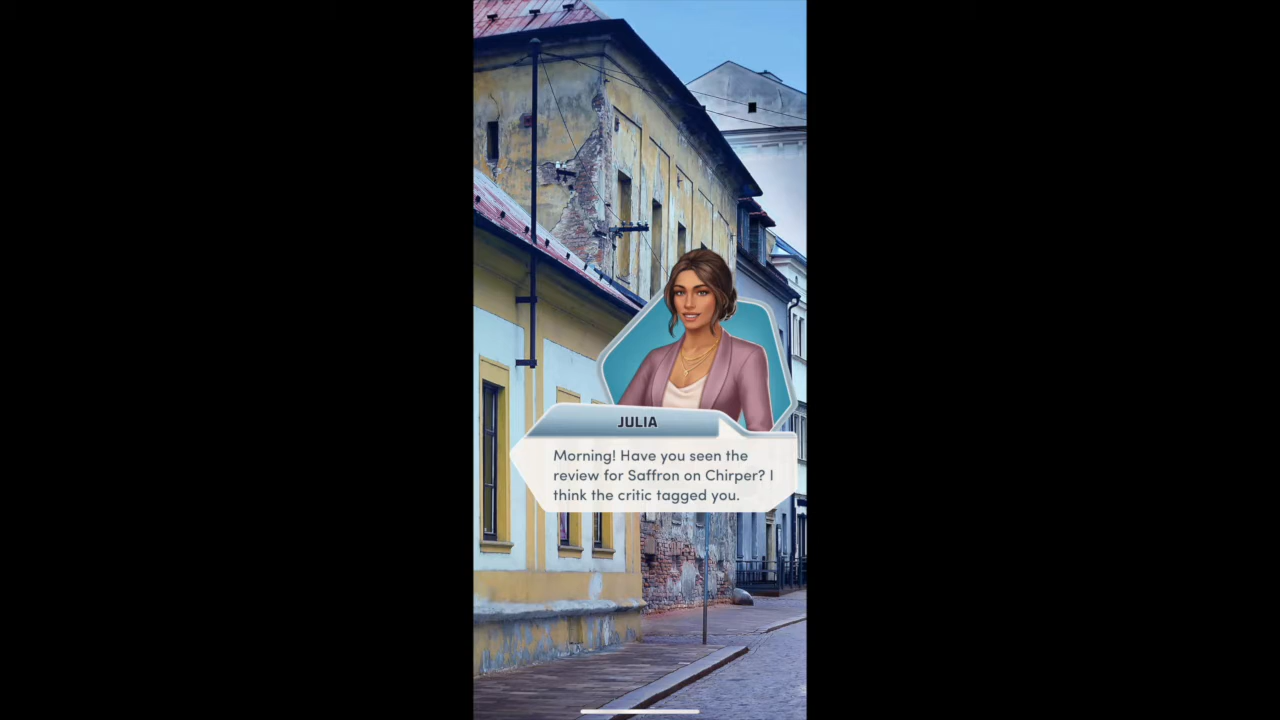 JULIA
Morning! Have you seen the
review for Saffron on Chirper? I
think the critic tagged you.